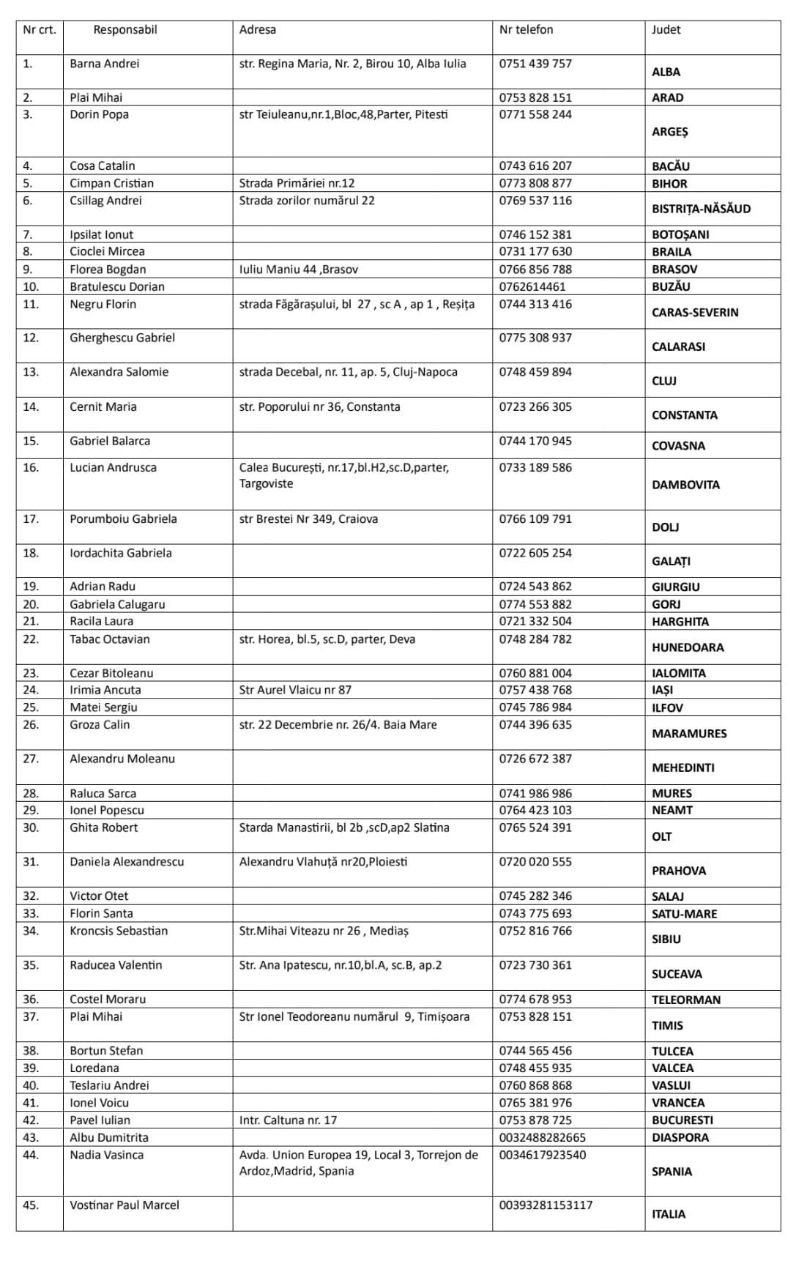 Nr crt. Responsabil Adresa Nr telefon Judet
1. Barna Andrei str. Regina Maria, Nr. 2, Birou 10, Alba Iulia 0751 439 757 ALBA
2. Plai Mihai 0753 828 151 ARAD
3. Dorin Popa str Teiuleanu,nr.1,Bloc,48,Parter, Pitesti 0771 558 244 ARGEȘ
4. Cosa Catalin 0743 616 207 BACĂU
5. Cimpan Cristian Strada Primăriei nr.12 0773 808 877 BIHOR
6. Csillag Andrei Strada zorilor numărul 22 0769 537 116 BISTRIȚA-NĂSĂUD
7. Ipsilat Ionut 0746 152 381 BOTOȘANI
8. Cioclei Mircea 0731 177 630 BRAILA
9. Florea Bogdan Iuliu Maniu 44 ,Brasov 0766 856 788 BRASOV
10. Bratulescu Dorian 0762614461 BUZĂU
11. Negru Florin strada Făgărașului, bl 27 , sc A , ap 1 , Reșița 0744 313 416 CARAS-SEVERIN
12. Gherghescu Gabriel 0775 308 937 CALARASI
13. Alexandra Salomie strada Decebal, nr. 11, ap. 5, Cluj-Napoca 0748 459 894 CLUJ
14. Cernit Maria str. Poporului nr 36, Constanta 0723 266 305 CONSTANTA
15. Gabriel Balarca 0744 170 945 COVASNA
16. Lucian Andrusca Calea București, nr.17,bl.H2,sc.D,parter, 0733 189 586
Targoviste DAMBOVITA
17. Porumboiu Gabriela str Brestei Nr 349, Craiova 0766 109 791 DOLJ
18. Iordachita Gabriela 0722 605 254 GALAȚI
19. Adrian Radu 0724 543 862 GIURGIU
20. Gabriela Calugaru 0774 553 882 GORJ
21. Racila Laura 0721 332 504 HARGHITA
22. Tabac Octavian str. Horea, bl.5, sc.D, parter, Deva 0748 284 782 HUNEDOARA
23. Cezar Bitoleanu 0760 881 004 IALOMITA
24. Irimia Ancuta Str Aurel Vlaicu nr 87 0757 438 768 IAȘI
25. Matei Sergiu 0745 786 984 ILFOV
26. Groza Calin str. 22 Decembrie nr. 26/4. Baia Mare 0744 396 635 MARAMURES
27. Alexandru Moleanu 0726 672 387 MEHEDINTI
28. Raluca Sarca 0741 986 986 MURES
29. Ionel Popescu 0764 423 103 NEAMT
30. Ghita Robert Starda Manastirii, bl 2b ,scD,ap2 Slatina 0765 524 391 OLT
31. Daniela Alexandrescu Alexandru Vlahuță nr20,Ploiesti 0720 020 555 PRAHOVA
32. Victor Otet 0745 282 346 SALAJ
33. Florin Santa 0743 775 693 SATU-MARE
34. Kroncsis Sebastian Str.Mihai Viteazu nr 26 , Mediaș 0752 816 766 SIBIU
35. Raducea Valentin Str. Ana Ipatescu, nr.10,bl.A, sc.B, ap.2 0723 730 361 SUCEAVA
36. Costel Moraru 0774 678 953 TELEORMAN
37. Plai Mihai Str Ionel Teodoreanu numărul 9, Timișoara 0753 828 151 TIMIS
38. Bortun Stefan 0744 565 456 TULCEA
39. Loredana 0748 455 935 VALCEA
40. Teslariu Andrei 0760 868 868 VASLUI
41. Ionel Voicu 0765 381 976 VRANCEA
42. Pavel Iulian Intr. Caltuna nr. 17 0753 878 725 BUCURESTI
43. Albu Dumitrita 0032488282665 DIASPORA
44. Nadia Vasinca Avda. Union Europea 19, Local 3, Torrejon de 0034617923540
Ardoz,Madrid, Spania SPANIA
45. Vostinar Paul Marcel 00393281153117 ITALIA